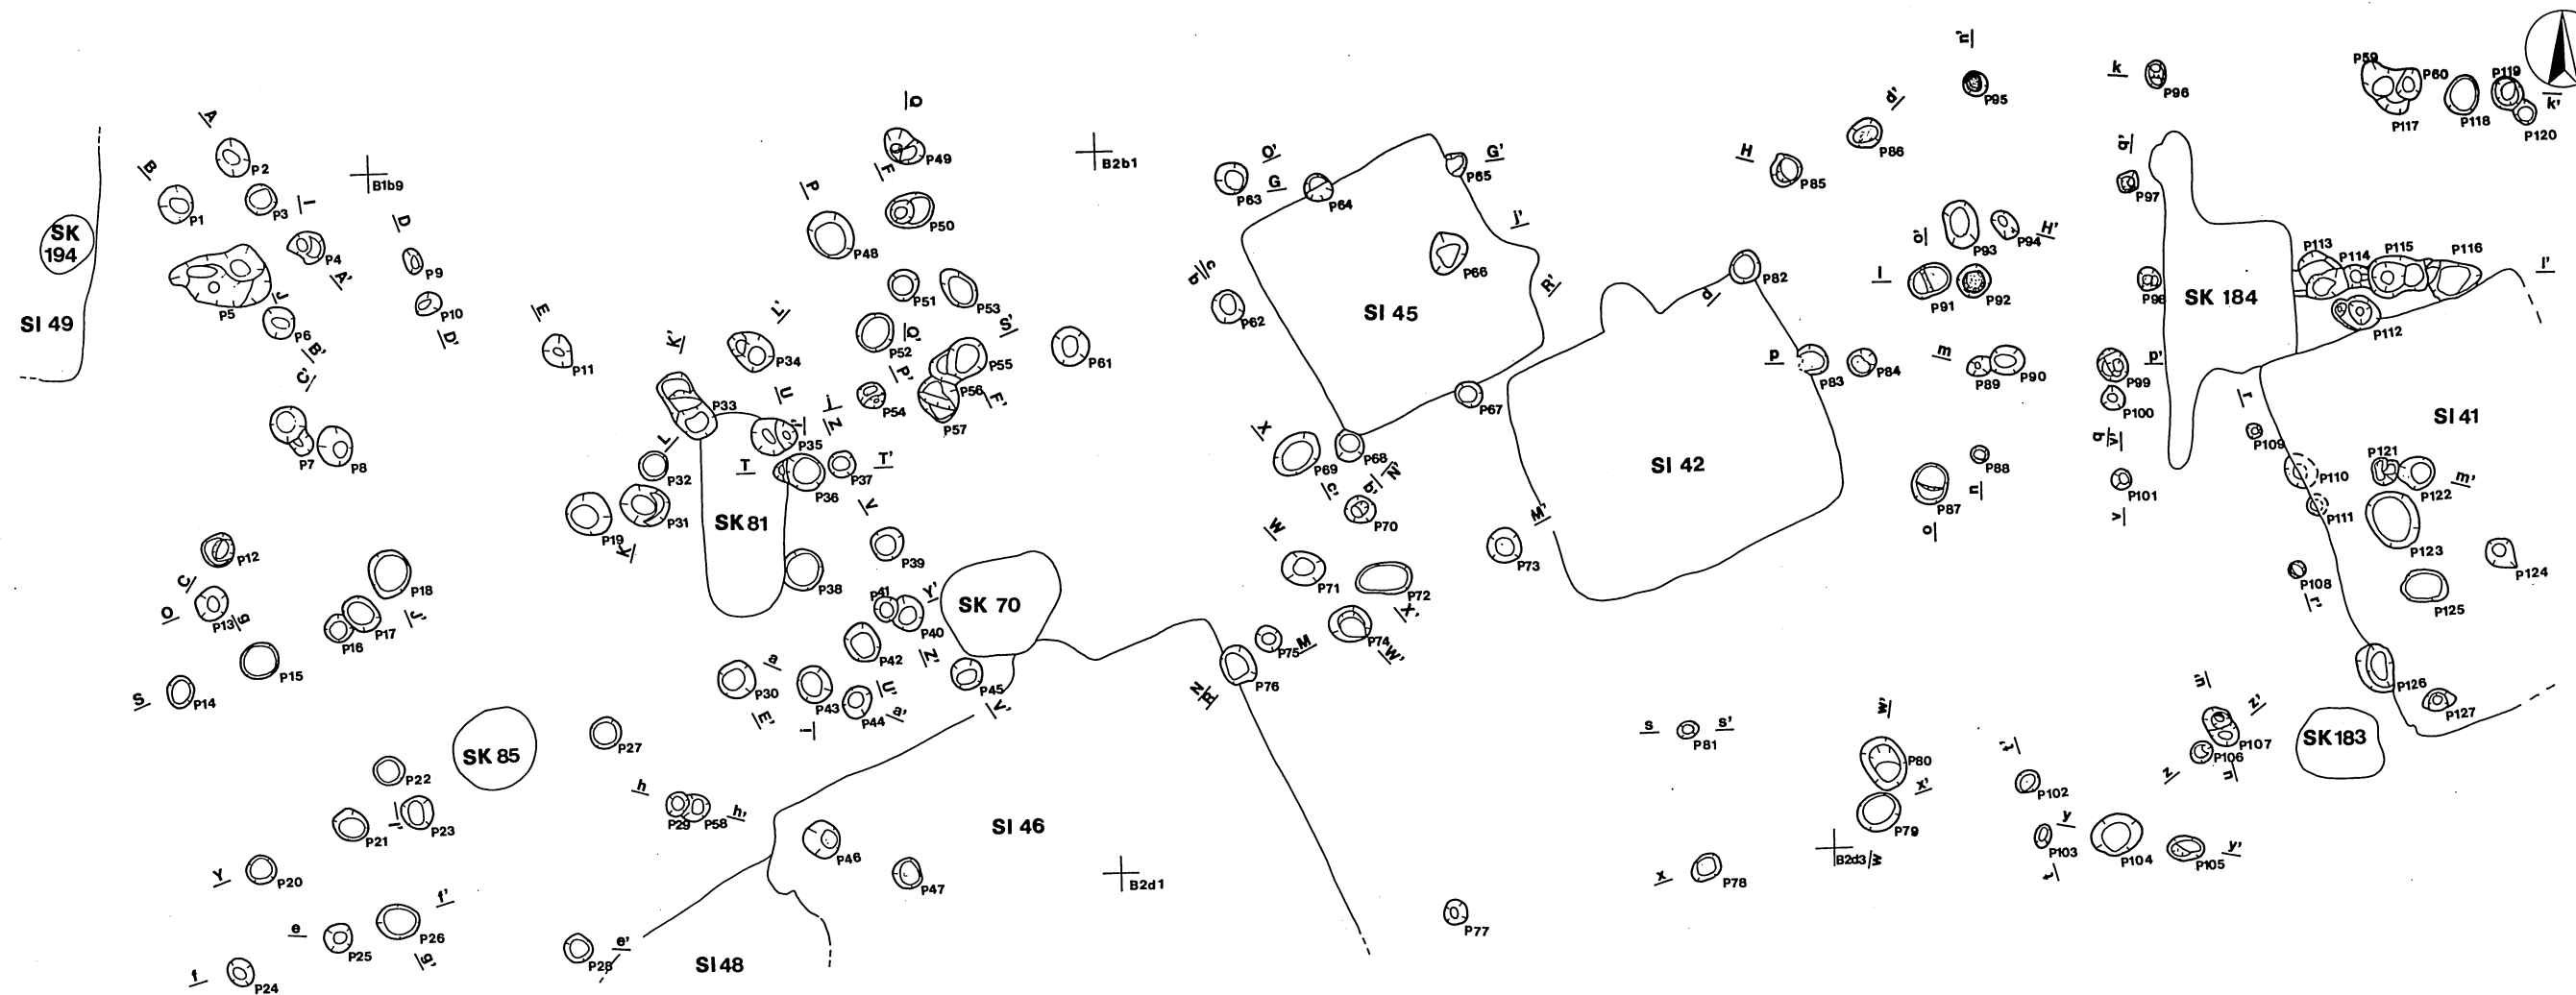 A
P2
B
P1
P3
I
B1b9
SK
194
SI 49
P4
A'
P5
J
P6
B'
C'
D
P9
P10
D'
E
P11
P7
P8
P12
C
O
P13
g
P18
P17
J'
P16
P15
S
P14
SK 85
P22
P23
P21
l'
Y
P20
f'
e
P25
P26
g'
f
P24
P27
h
P29
P58
h'
P28
e'
SI 48
Q
P49
F
P
P50
P48
P51
P53
L'
K'
P34
P52
Q'
S'
P55
P61
P56
F'
P57
P'
P54
j
Z
U
P33
P35
i'
L
T
T'
P37
P36
P32
P31
P19
K
SK 81
V
P39
P38
P41
Y'
P40
SK 70
P42
Z'
P45
V'
a
P30
E'
P43
i
U'
P44
a'
P46
P47
SI 46
B2d1
B2b1
O'
P63
G
P64
G'
P65
j'
P66
R'
c
d
P62
SI 45
P67
X
P69
P68
c'
b'
N'
P70
W
P71
P72
X'
P73
M'
P74
W'
P75
M
P76
N
R
P77
SI 42
d
P82
p
P83
P84
H
P85
d'
P86
n'
P95
P93
P94
H'
o'
l
P91
P92
m
P89
P90
P88
n
P87
o
s
P81
s'
w'
P80
x'
P79
B2d3
w
x
P78
k
P96
q'
P97
P98
SK 184
P99
p'
P100
q
v'
P101
v
P59
P60
P117
P118
P119
P120
k'
P113
P114
P115
P116
l'
P112
SI 41
r
P109
P110
P111
P121
P122
m'
P123
P124
P125
P108
r'
P126
P127
SK 183
u'
z'
P107
P106
u
z
t'
P102
y
P103
t
P104
P105
y'